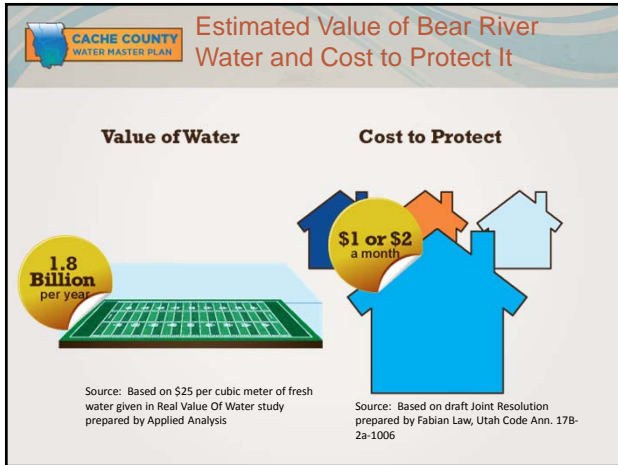 CACHE COUNTY
WATER MASTER PLAN
Estimated Value of Bear River
Water and Cost to Protect It
Value of Water
Cost to Protect
1.8
Billion
per year
$1 or $2
a month
Source: Based on $25 per cubic meter of fresh
water given in Real Value Of Water study
prepared by Applied Analysis
Source: Based on draft Joint Resolution
prepared by Fabian Law, Utah Code Ann. 17B-
2a-1006